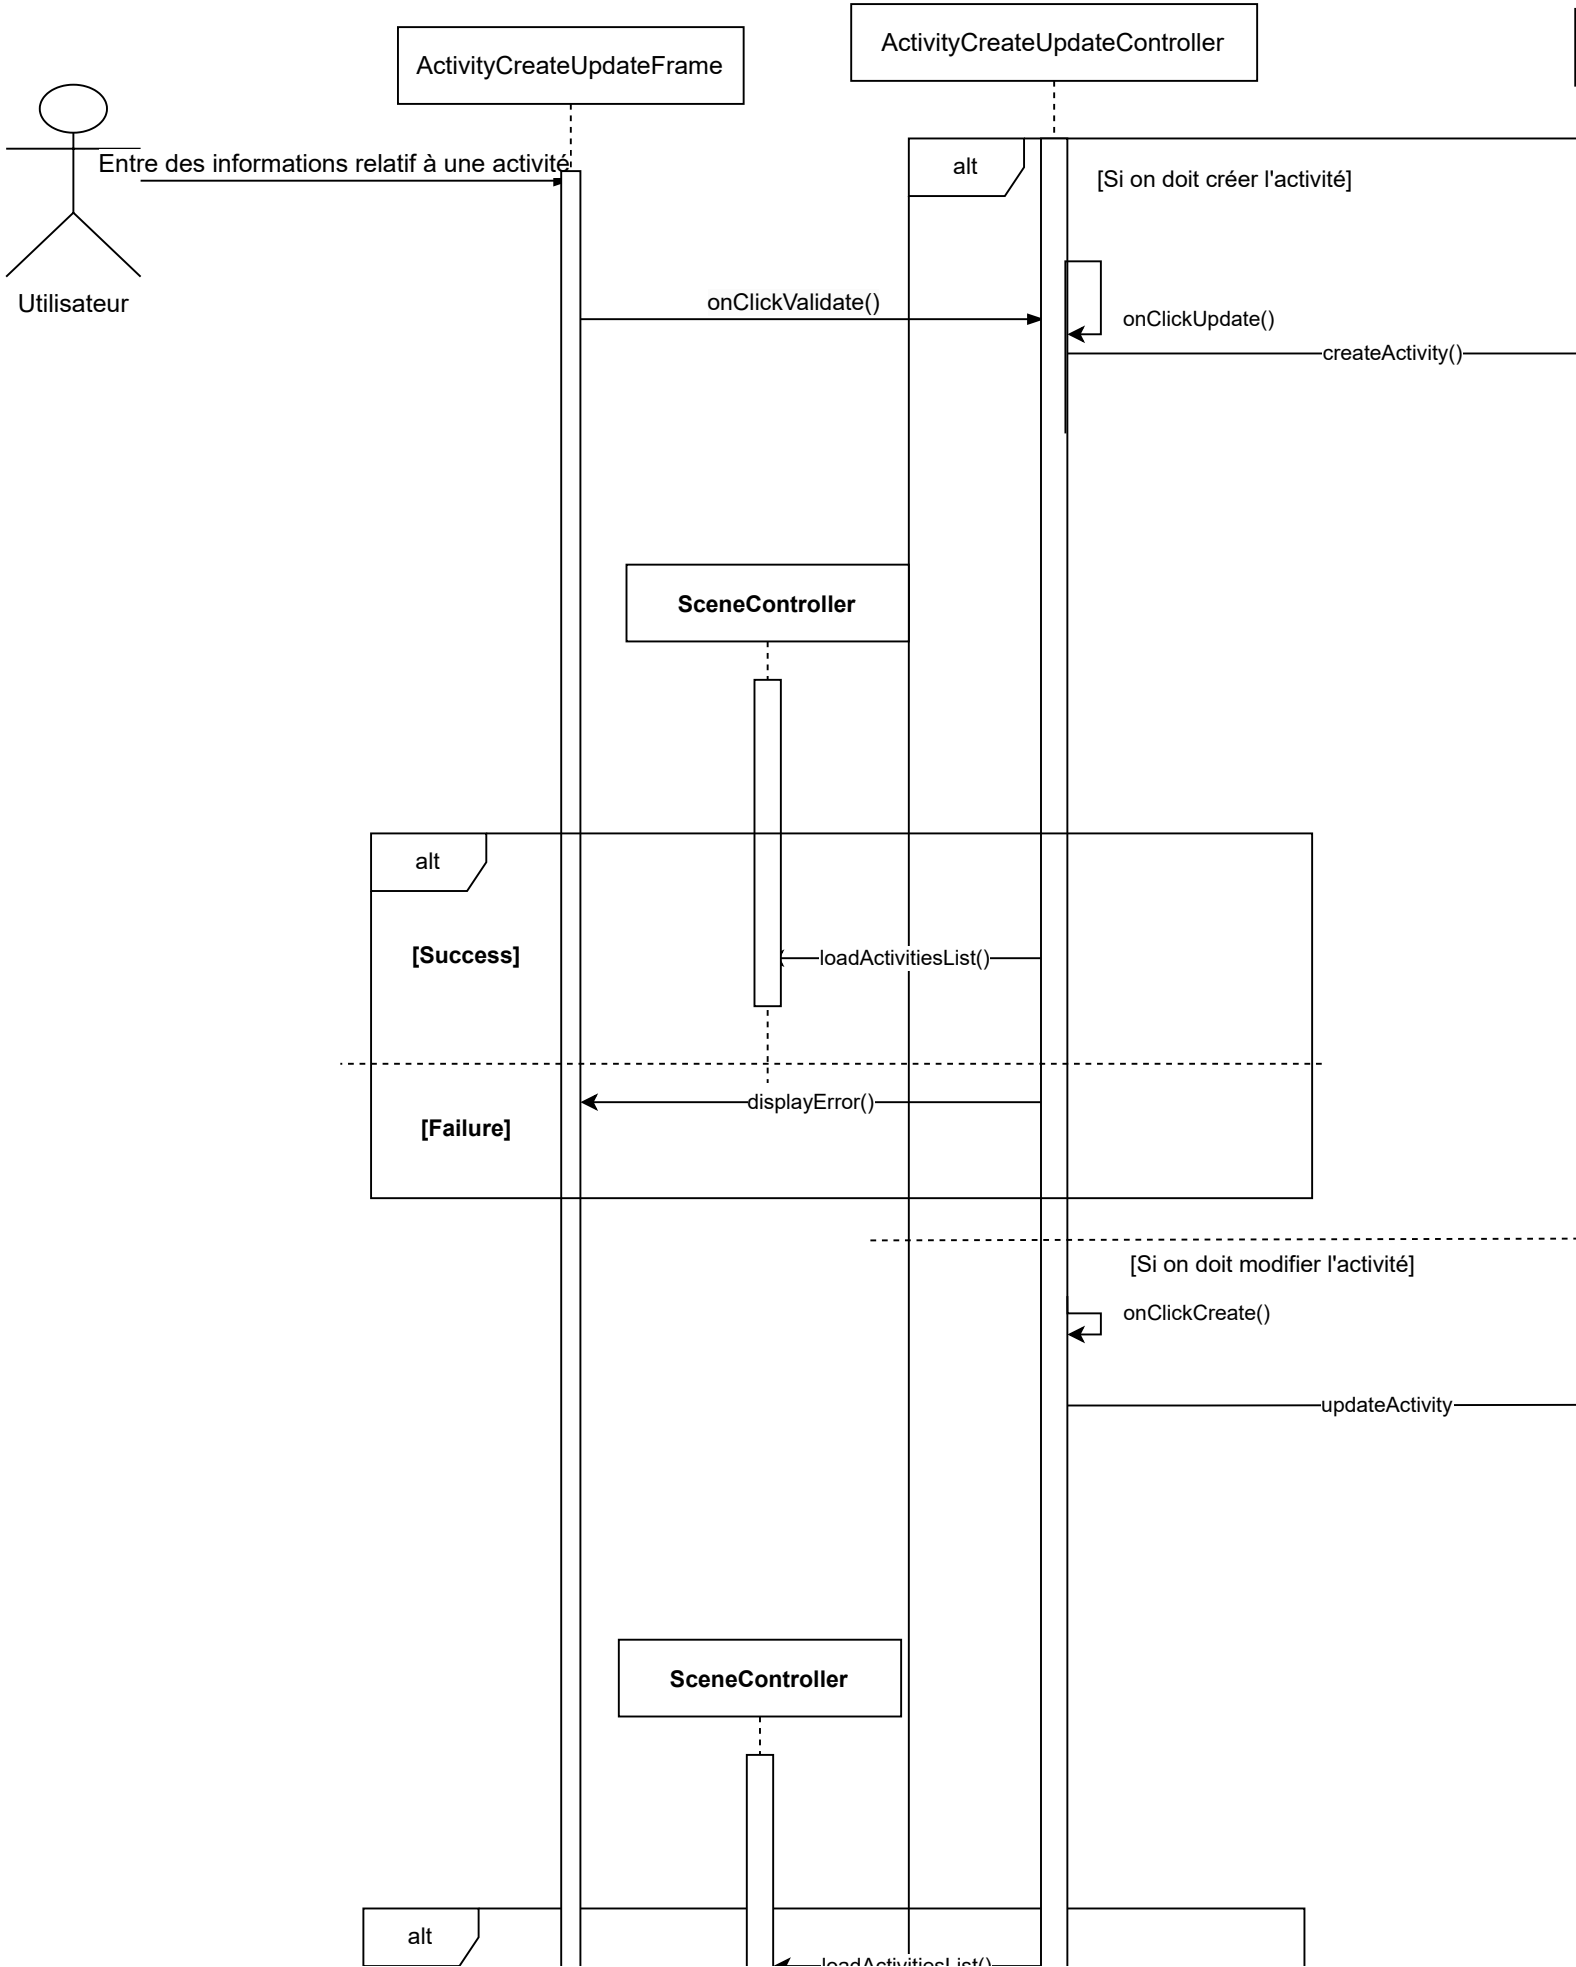 ActivityCreateUpdateController
ActivityCreateUpdateFrame
Entre des informations relatif à une activité
alt
[Si on doit créer l'activité]
Utilisateur
onClickValidate()
onClickUpdate()
createActivity()
SceneController
alt
[Success]
loadActivitiesList()
displayError()
[Failure]
[Si on doit modifier l'activité]
onClickCreate()
updateActivity
SceneController
alt
loadActivitiesList()